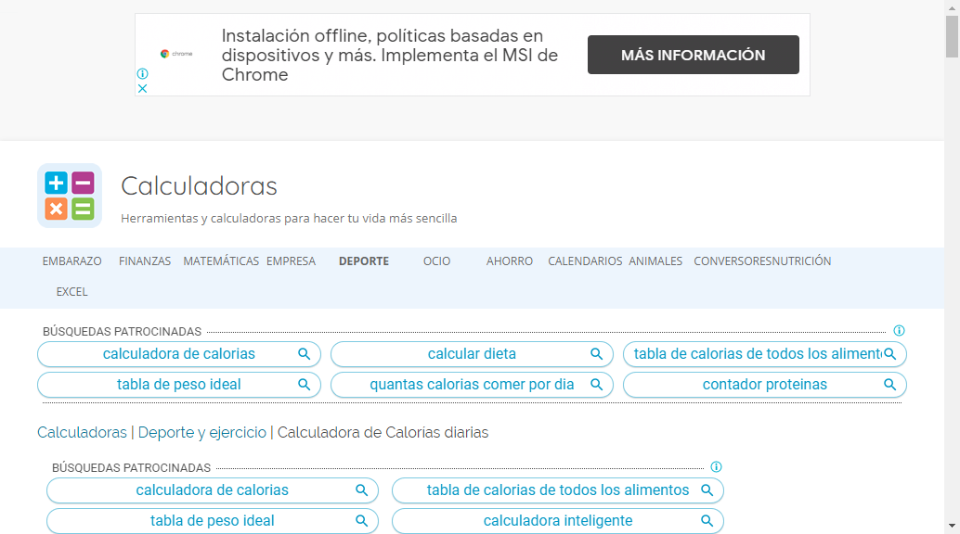 Instalación offline, políticas basadas en
dispositivos y más. Implementa el MSI de
Chrome
chrome
MÁS INFORMACIÓN
Calculadoras
Herramientas y calculadoras para hacer tu vida más sencilla
EMBARAZO FINANZAS MATEMÁTICAS EMPRESA DEPORTE OCIO AHORRO CALENDARIOS ANIMALES CONVERSORES NUTRICIÓN
EXCEL
BÚSQUEDAS PATROCINADAS
calculadora de calorias calcular dieta tabla de calorias de todos los aliment
tabla de peso ideal quantas calorias comer por dia contador proteinas
Calculadoras | Deporte y ejercicio | Calculadora de Calorías diarias
BÚSQUEDAS PATROCINADAS
calculadora de calorias tabla de calorias de todos los alimentos
tabla de peso ideal calculadora inteligente